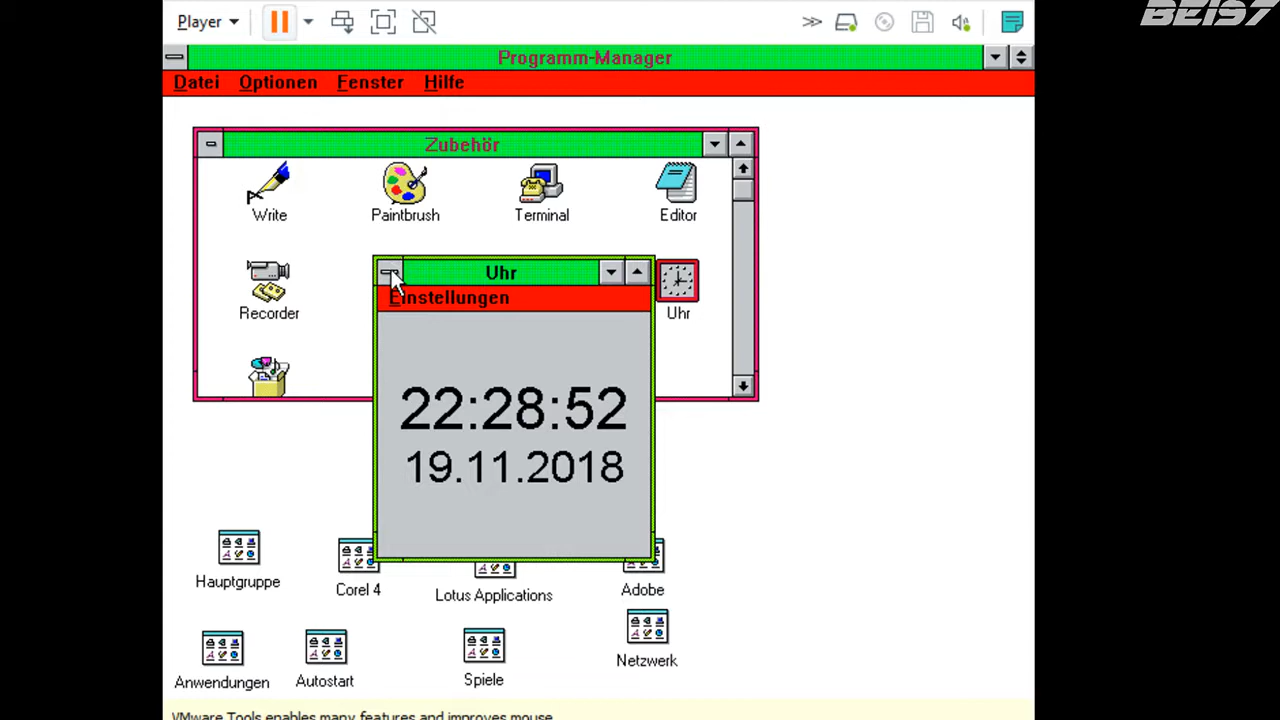 BEI97
Player
Programm-Manager
Datei Optionen Fenster Hilfe
Zubehör
Write Paintbrush Terminal Editor
Uhr
Einstellungen
Recorder Uhr
22:28:52
19.11.2018
Hauptgruppe Corel 4 Lotus Applications Adobe
Anwendungen Autostart Spiele Netzwerk
VMware Tools enables many features and improves mouse